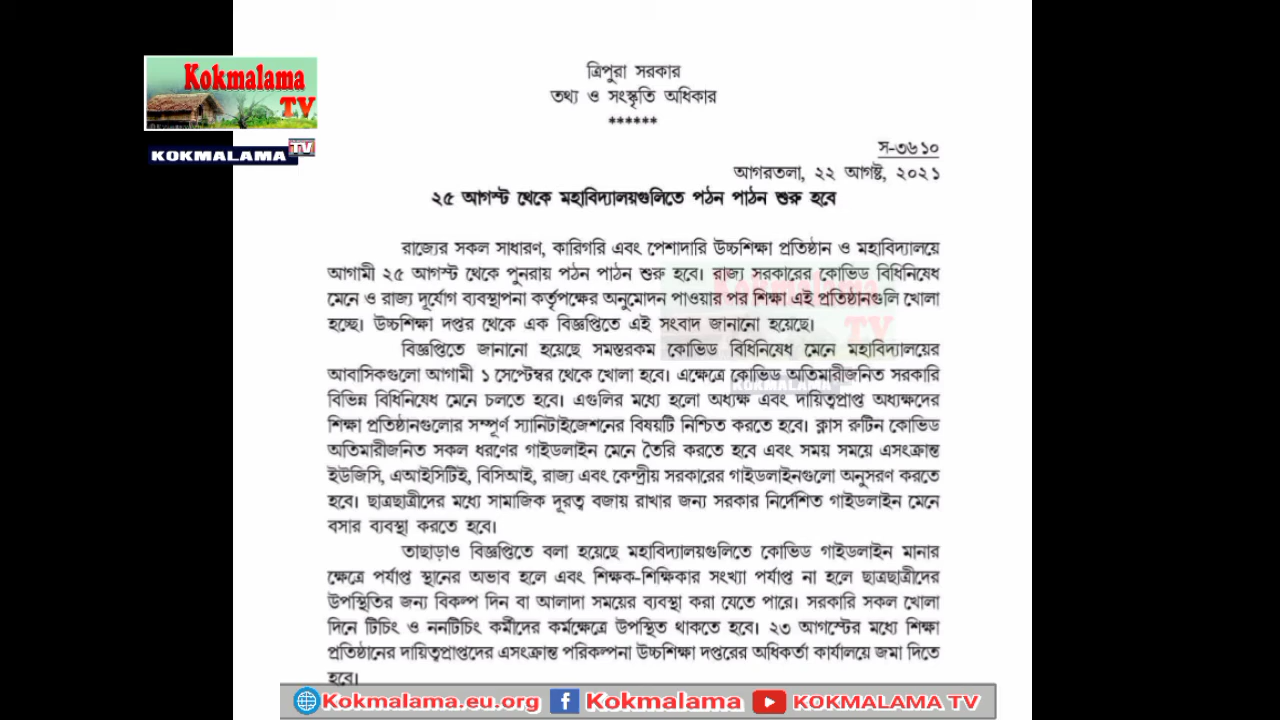 Kokmalama
TV
KOKMALAMA TV
ত্রিপুরা সরকার
তথ্য ও সংস্কৃতি অধিকার
******
স-৩৬১০
আগরতলা, ২২ আগষ্ট, ২০২১
২৫ আগস্ট থেকে মহাবিদ্যালয়গুলিতে পঠন পাঠন শুরু হবে
রাজ্যের সকল সাধারণ, কারিগরি এবং পেশাদারি উচ্চশিক্ষা প্রতিষ্ঠান ও মহাবিদ্যালয়ে
আগামী ২৫ আগস্ট থেকে পুনরায় পঠন পাঠন শুরু হবে। রাজ্য সরকারের কোভিড বিধিনিষেধ
মেনে ও রাজ্য দূর্যোগ ব্যবস্থাপনা কর্তৃপক্ষের অনুমোদন পাওয়ার পর শিক্ষা এই প্রতিষ্ঠানগুলি খোলা
হচ্ছে। উচ্চশিক্ষা দপ্তর থেকে এক বিজ্ঞপ্তিতে এই সংবাদ জানানো হয়েছে।
বিজ্ঞপ্তিতে জানানো হয়েছে সমস্তরকম কোভিড বিধিনিষেধ মেনে মহাবিদ্যালয়ের
আবাসিকগুলো আগামী ১ সেপ্টেম্বর থেকে খোলা হবে। এক্ষেত্রে কোভিড অতিমারীজনিত সরকারি
বিভিন্ন বিধিনিষেধ মেনে চলতে হবে। এগুলির মধ্যে হলো অধ্যক্ষ এবং দায়িত্বপ্রাপ্ত অধ্যক্ষদের
শিক্ষা প্রতিষ্ঠানগুলোর সম্পূর্ণ স্যানিটাইজেশনের বিষয়টি নিশ্চিত করতে হবে। ক্লাস রুটিন কোভিড
অতিমারীজনিত সকল ধরণের গাইডলাইন মেনে তৈরি করতে হবে এবং সময় সময়ে এসংক্রান্ত
ইউজিসি, এআইসিটিই, বিসিআই, রাজ্য এবং কেন্দ্রীয় সরকারের গাইডলাইনগুলো অনুসরণ করতে
হবে। ছাত্রছাত্রীদের মধ্যে সামাজিক দূরত্ব বজায় রাখার জন্য সরকার নির্দেশিত গাইডলাইন মেনে
বসার ব্যবস্থা করতে হবে।
তাছাড়াও বিজ্ঞপ্তিতে বলা হয়েছে মহাবিদ্যালয়গুলিতে কোভিড গাইডলাইন মানার
ক্ষেত্রে পর্যাপ্ত স্থানের অভাব হলে এবং শিক্ষক-শিক্ষিকার সংখ্যা পর্যাপ্ত না হলে ছাত্রছাত্রীদের
উপস্থিতির জন্য বিকল্প দিন বা আলাদা সময়ের ব্যবস্থা করা যেতে পারে। সরকারি সকল খোলা
দিনে টিচিং ও ননটিচিং কর্মীদের কর্মক্ষেত্রে উপস্থিত থাকতে হবে। ২৩ আগস্টের মধ্যে শিক্ষা
প্রতিষ্ঠানের দায়িত্বপ্রাপ্তদের এসংক্রান্ত পরিকল্পনা উচ্চশিক্ষা দপ্তরের অধিকর্তা কার্যালয়ে জমা দিতে
হবে।
Kokmalama
TV
KOKMALAMA
Kokmalama.eu.org Kokmalama KOKMALAMA TV